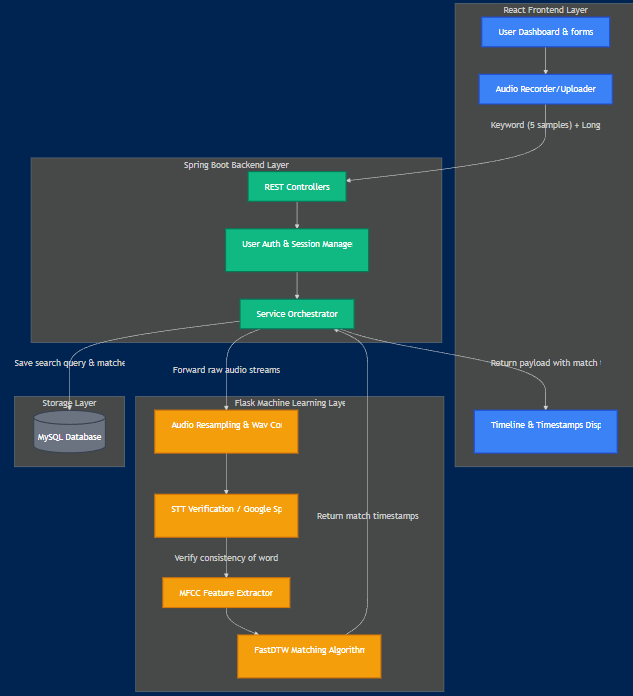 React Frontend Layer
User Dashboard & forms
Audio Recorder/Uploader
Keyword (5 samples) + Long
Spring Boot Backend Layer
REST Controllers
User Auth & Session Manage
Service Orchestrator
Save search query & matche
Forward raw audio streams
Return payload with match
Storage Layer
MySQL Database
Flask Machine Learning Laye
Audio Resampling & Wav Co
Timeline & Timestamps Disp
STT Verification / Google Sp
Return match timestamps
Verify consistency of word
MFCC Feature Extractor
FastDTW Matching Algorithm